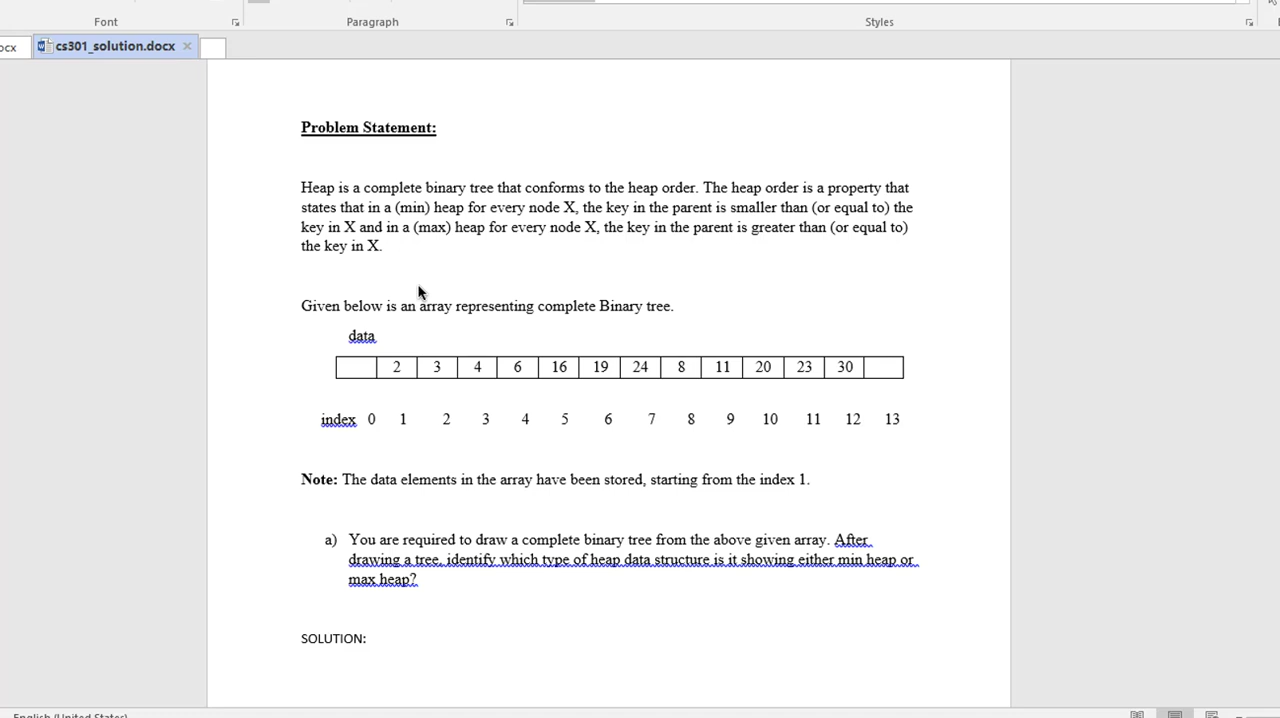 Font Paragraph Styles
ocx cs301_solution.docx
Problem Statement:
Heap is a complete binary tree that conforms to the heap order. The heap order is a property that
states that in a (min) heap for every node X, the key in the parent is smaller than (or equal to) the
key in X and in a (max) heap for every node X, the key in the parent is greater than (or equal to)
the key in X.
Given below is an array representing complete Binary tree.
data
2 3 4 6 16 19 24 8 11 20 23 30
index 0 1 2 3 4 5 6 7 8 9 10 11 12 13
Note: The data elements in the array have been stored, starting from the index 1.
a) You are required to draw a complete binary tree from the above given array. After
drawing a tree, identify which type of heap data structure is it showing either min heap or
max heap?
SOLUTION:
English (United States)